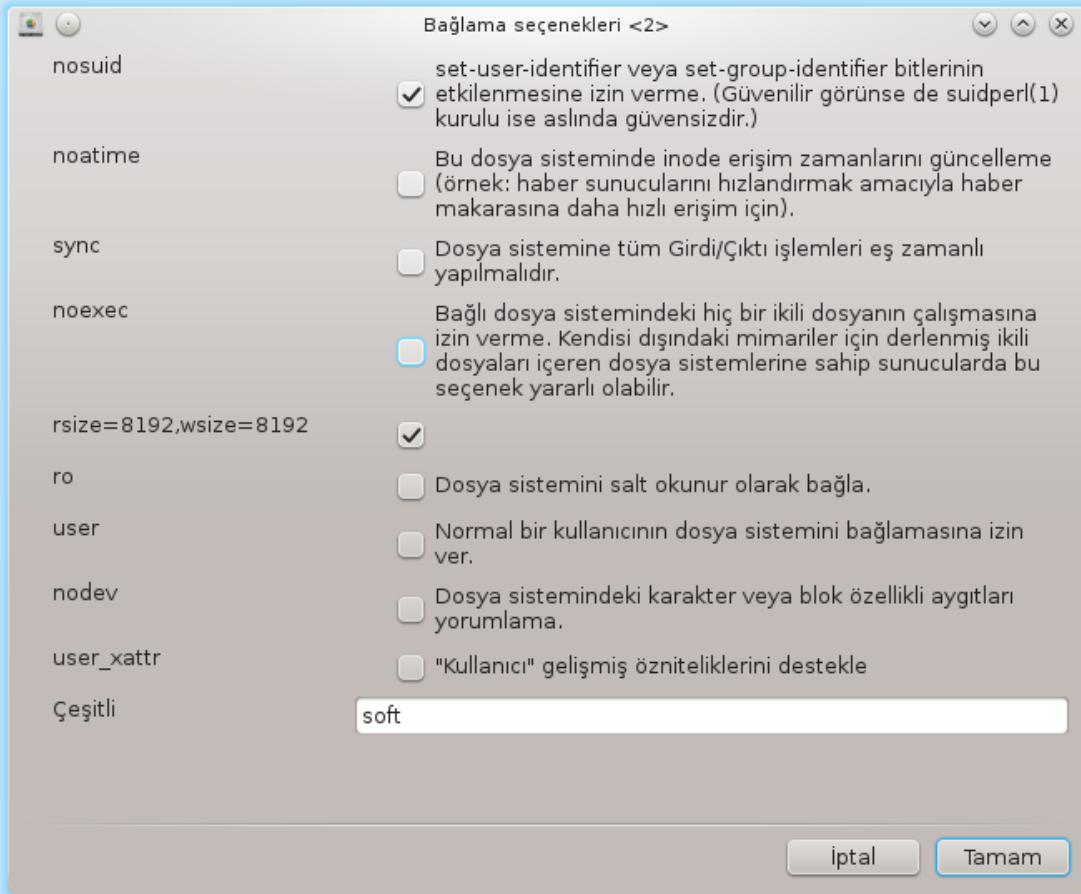 Bağlama seçenekleri <2>
nosuid
set-user-identifier veya set-group-identifier bitlerinin
etkilenmesine izin verme. (Güvenilir görünse de suidperl(1)
kurulu ise aslında güvensizdir.)
noatime
Bu dosya sisteminde inode erişim zamanlarını güncelleme
(örnek: haber sunucularını hızlandırmak amacıyla haber
makarasına daha hızlı erişim için).
sync
Dosya sistemine tüm Girdi/Çıktı işlemleri eş zamanlı
yapılmalıdır.
noexec
Bağlı dosya sistemindeki hiç bir ikili dosyanın çalışmasına
izin verme. Kendisi dışındaki mimariler için derlenmiş ikili
dosyaları içeren dosya sistemlerine sahip sunucularda bu
seçenek yararlı olabilir.
rsize=8192,wsize=8192
ro
Dosya sistemini salt okunur olarak bağla.
user
Normal bir kullanıcının dosya sistemini bağlamasına izin
ver.
nodev
Dosya sistemindeki karakter veya blok özellikli aygıtları
yorumlama.
user_xattr
"Kullanıcı" gelişmiş özniteliklerini destekle
Çeşitli
soft
İptal
Tamam